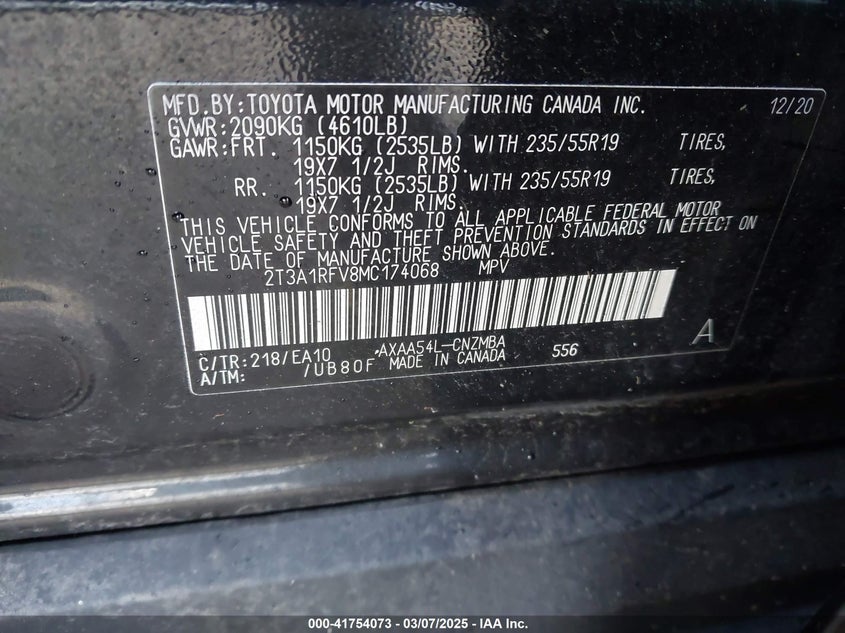 MFD.BY:TOYOTA MOTOR MANUFACTURING CANADA INC. 12/20
GVWR:2090KG (4610LB)
GAWR:FRT. 1150KG (2535LB) WITH 235/55R19 TIRES,
19X7 1/2J RIMS.
RR. 1150KG (2535LB) WITH 235/55R19 TIRES,
19X7 1/2J RIMS.
THIS VEHICLE CONFORMS TO ALL APPLICABLE FEDERAL MOTOR
VEHICLE SAFETY AND THEFT PREVENTION STANDARDS IN EFFECT ON
THE DATE OF MANUFACTURE SHOWN ABOVE.
2T3A1RFV8MC174068 MPV
C/TR:218/EA10 AXAA54L-CNZMBA A
A/TM: /UB80F MADE IN CANADA 556
000-41754073 — 03/07/2025 — IAA Inc.